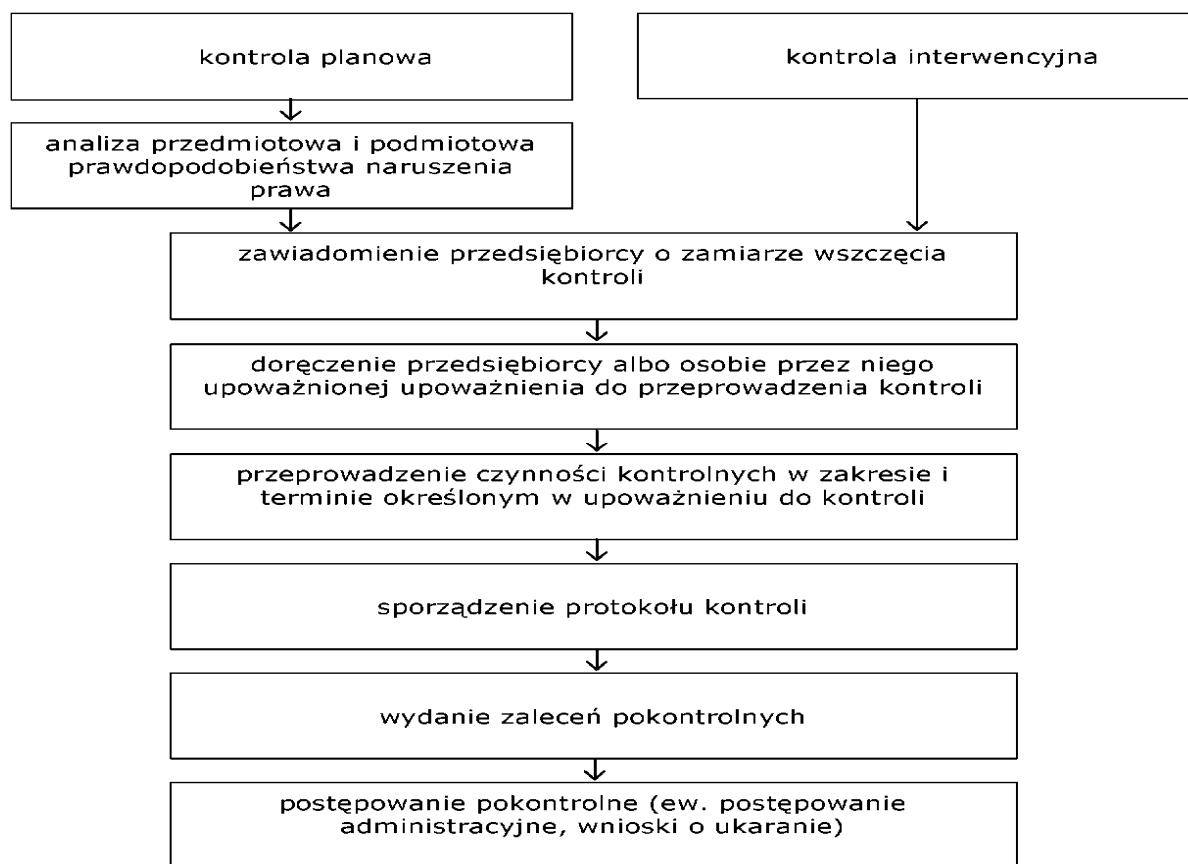 kontrola planowa
kontrola interwencyjna
analiza przedmiotowa i podmiotowa
prawdopodobieństwa naruszenia
prawa
zawiadomienie przedsiębiorcy o zamiarze wszczęcia
kontroli
doręczenie przedsiębiorcy albo osobie przez niego
upoważnionej upoważnienia do przeprowadzenia kontroli
przeprowadzenie czynności kontrolnych w zakresie i
terminie określonym w upoważnieniu do kontroli
sporządzenie protokołu kontroli
wydanie zaleceń pokontrolnych
postępowanie pokontrolne (ew. postępowanie
administracyjne, wnioski o ukaranie)